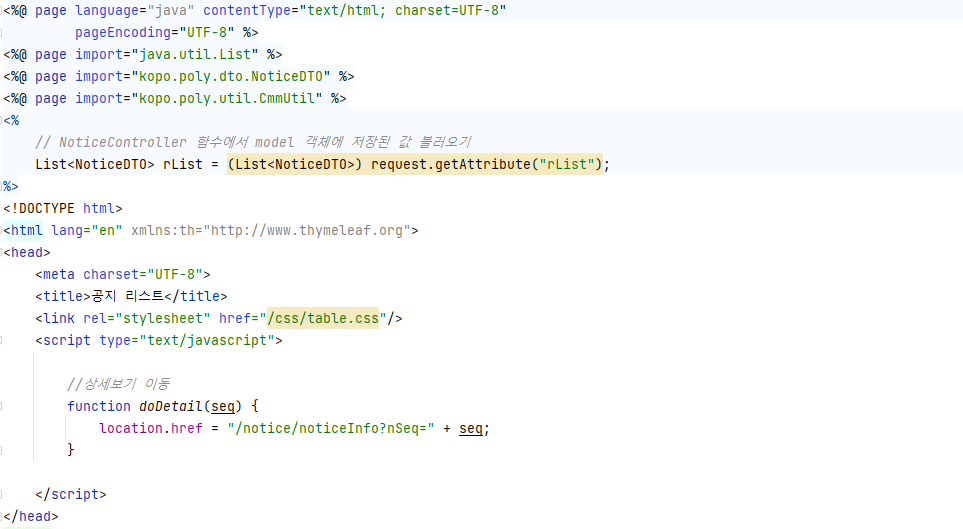 <%@ page language="java" contentType="text/html; charset=UTF-8"
         pageEncoding="UTF-8" %>
<%@ page import="java.util.List" %>
<%@ page import="kopo.poly.dto.NoticeDTO" %>
<%@ page import="kopo.poly.util.CmmUtil" %>
<%
    // NoticeController 함수에서 model 객체에 저장된 값 불러오기
    List<NoticeDTO> rList = (List<NoticeDTO>) request.getAttribute("rList");
%>
<!DOCTYPE html>
<html lang="en" xmlns:th="http://www.thymeleaf.org">
<head>
    <meta charset="UTF-8">
    <title>공지 리스트</title>
    <link rel="stylesheet" href="/css/table.css"/>
    <script type="text/javascript">
        //상세보기 이동
        function doDetail(seq) {
            location.href = "/notice/noticeInfo?nSeq=" + seq;
        }
    </script>
</head>